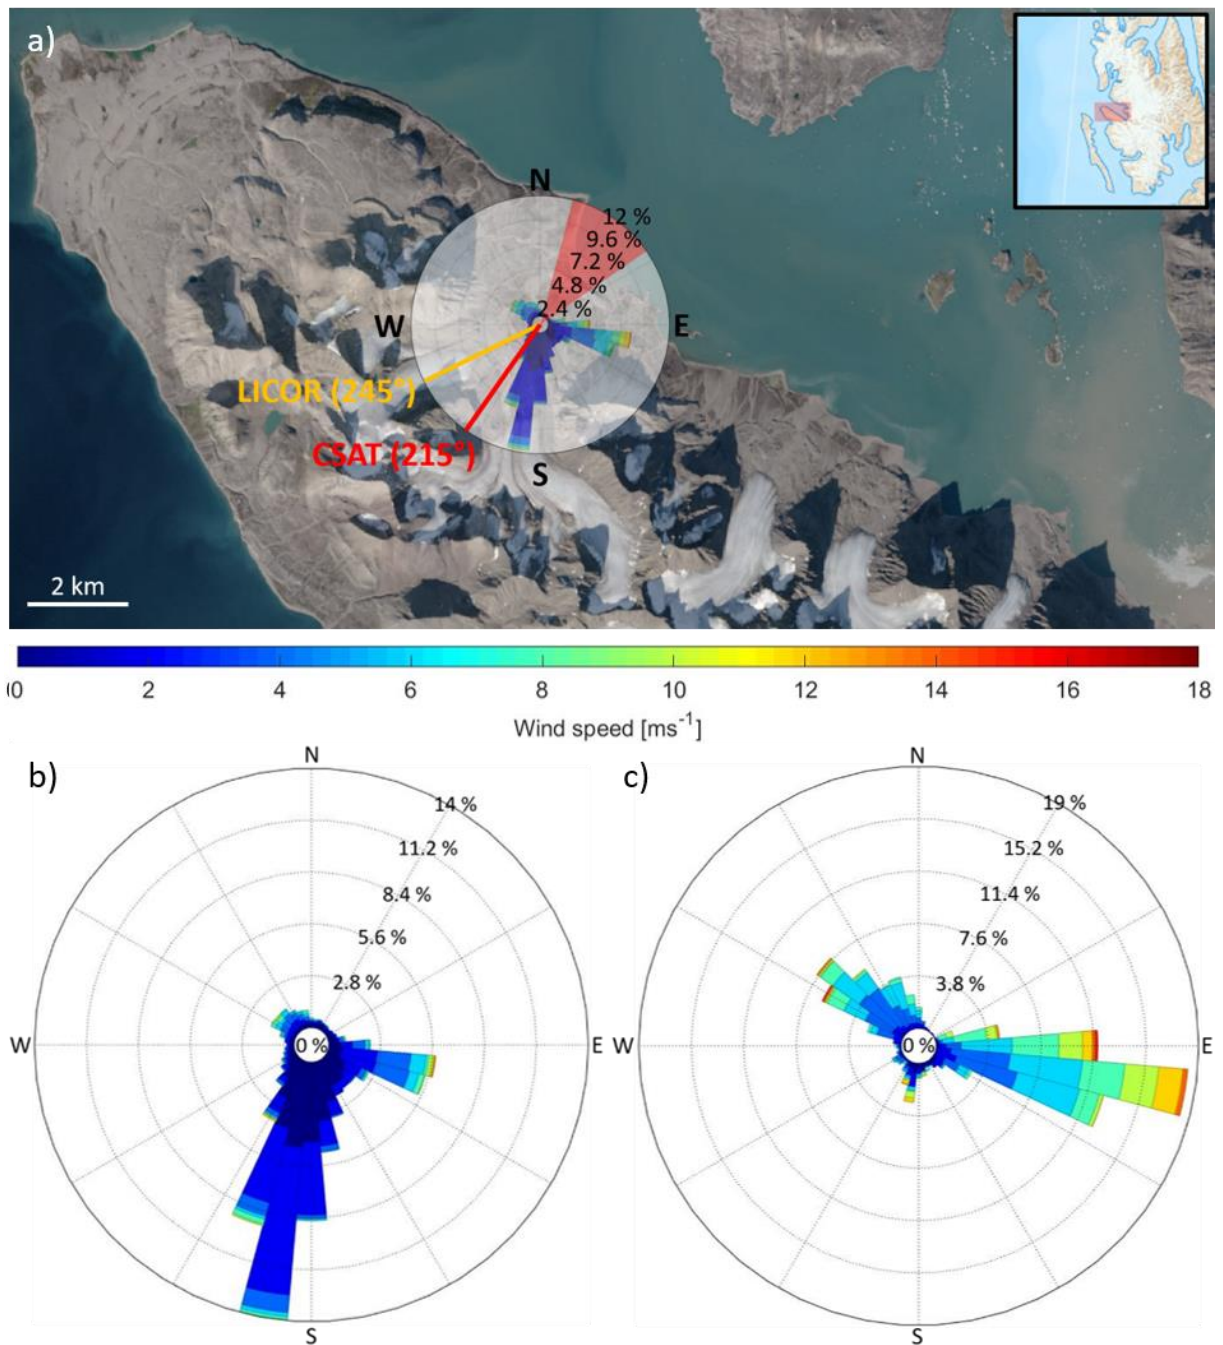 a)
N
12 %
9.6 %
7.2 %
4.8 %
2.4 %
W
E
LICOR (245°)
CSAT (215°)
S
2 km
0 2 4 6 8 10 12 14 16 18
Wind speed [ms-1]
b)
N
14 %
11.2 %
8.4 %
5.6 %
2.8 %
W
0 %
E
S
c)
N
19 %
15.2 %
11.4 %
7.6 %
3.8 %
W
0 %
E
S